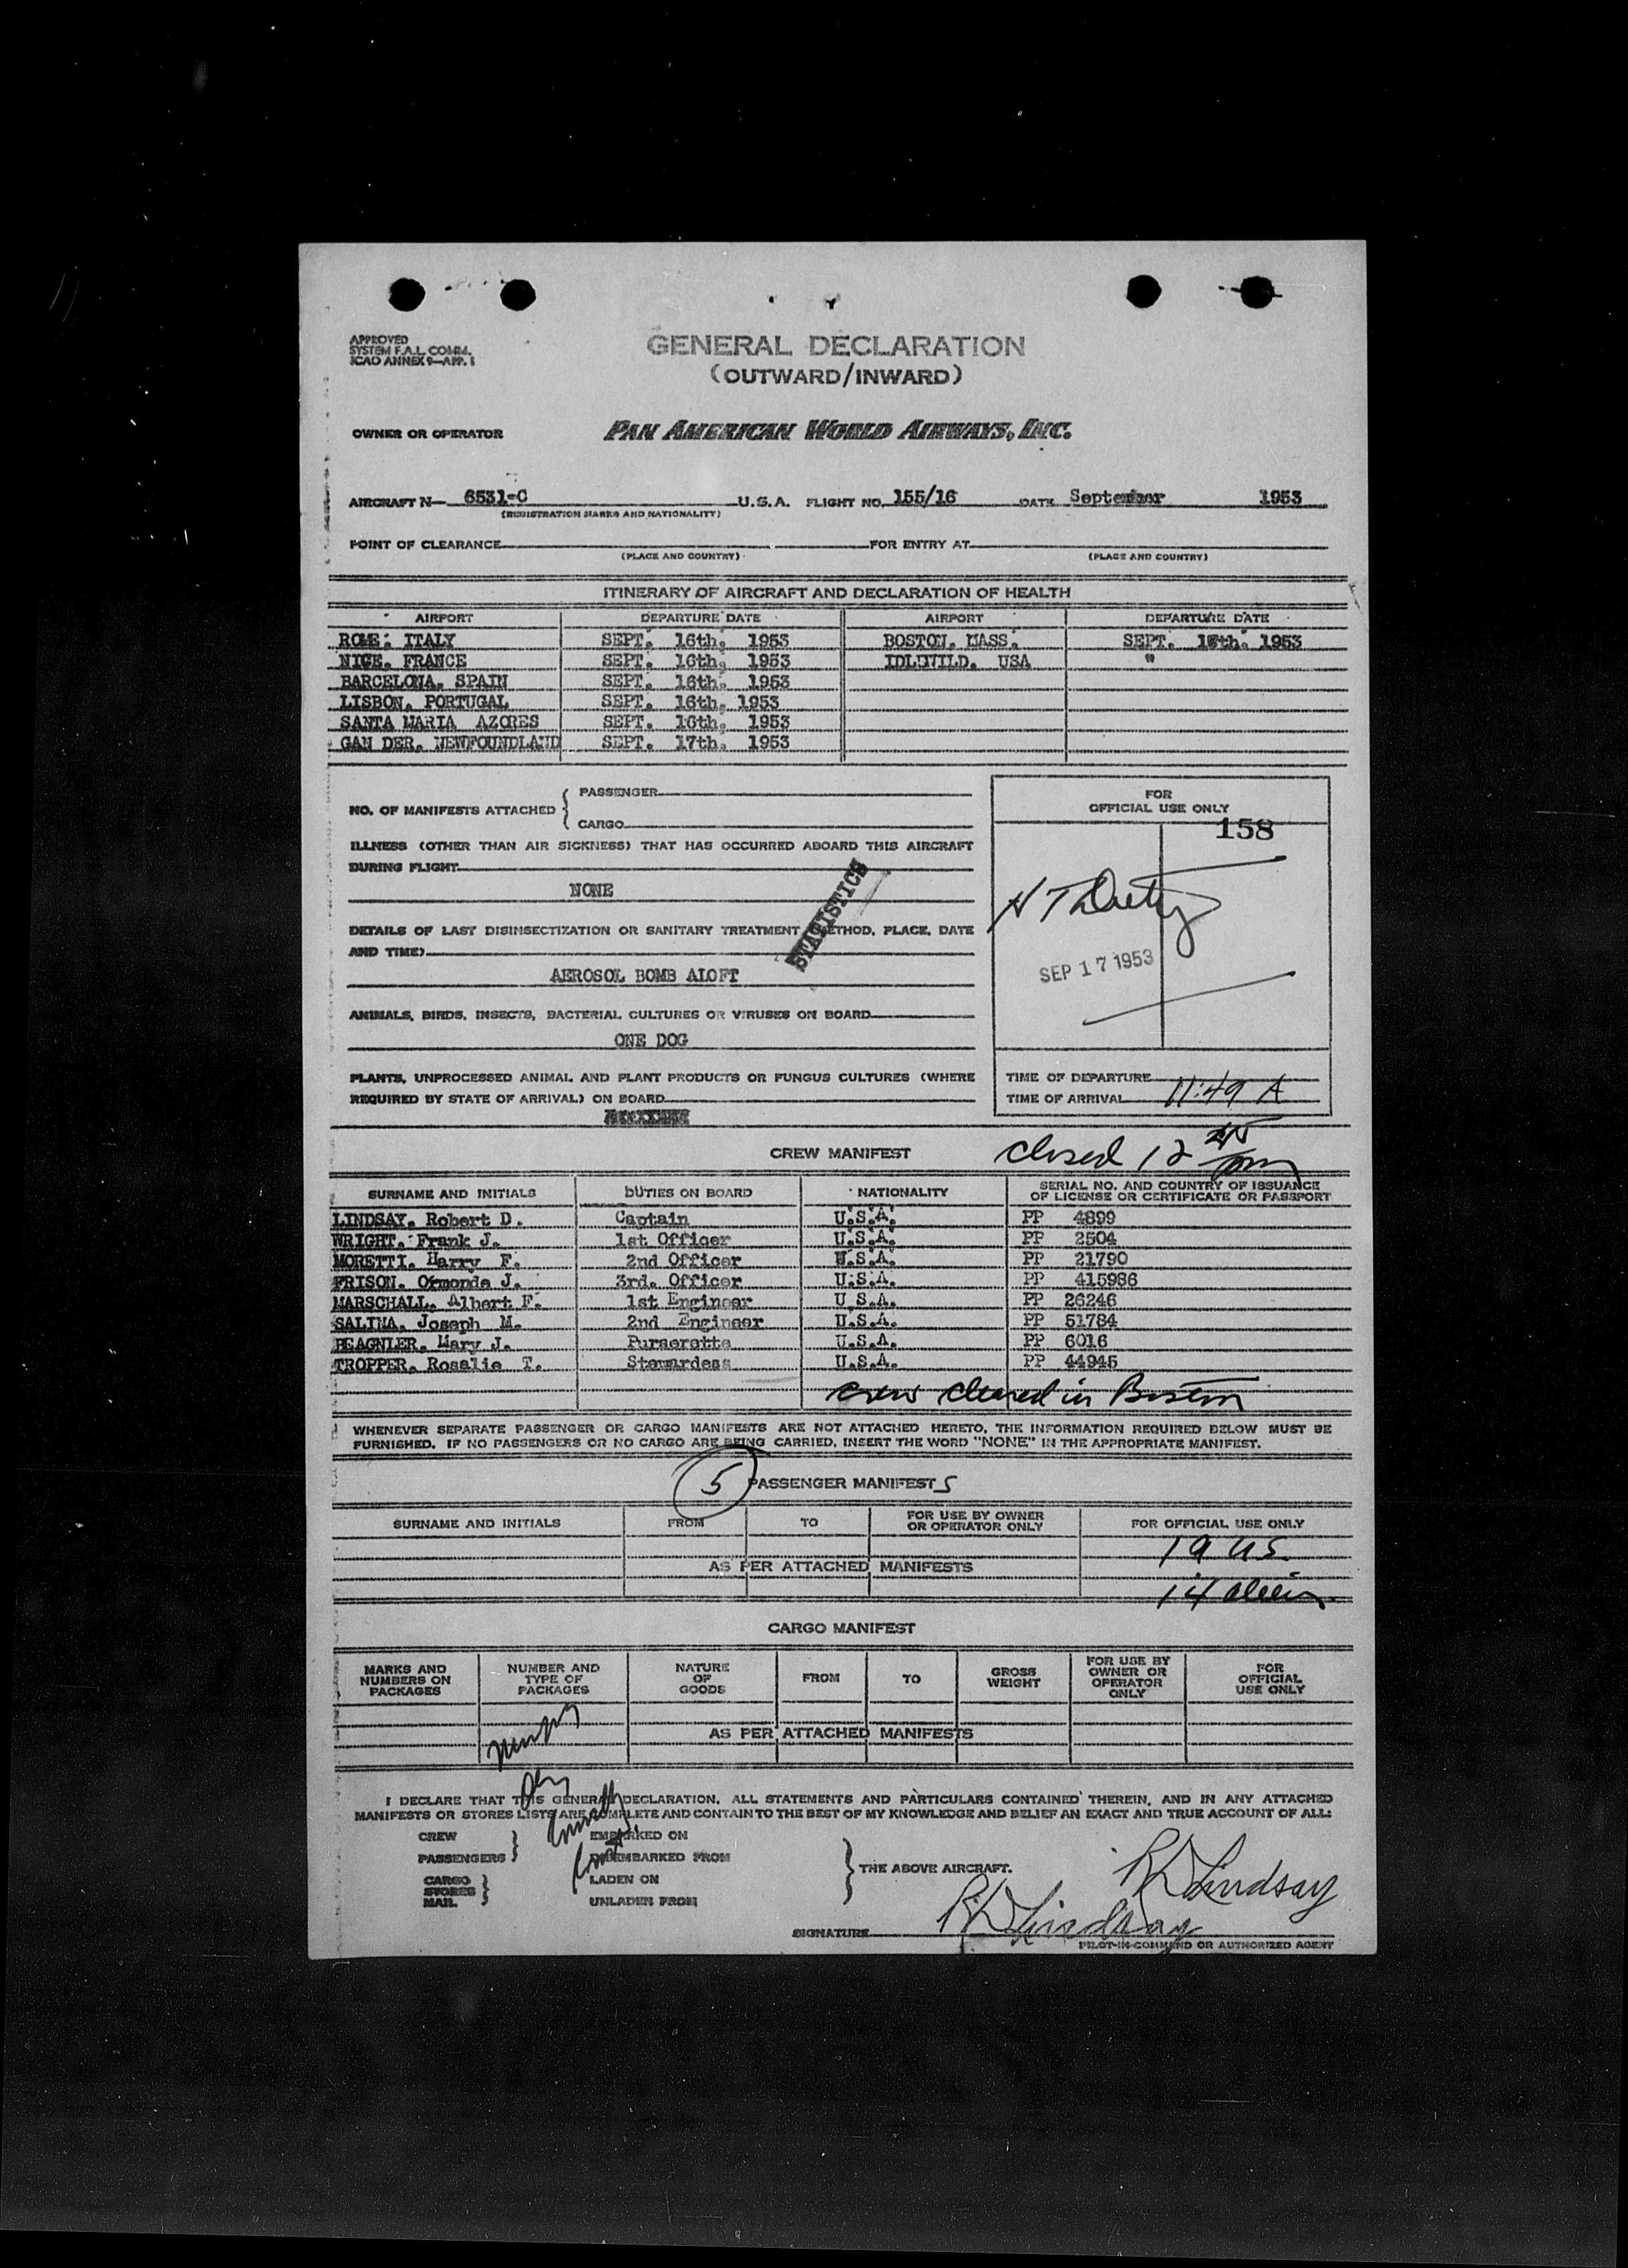 APPROVED
SYSTEM F.A.L. COMM.
ICAO ANNEX 9—APP. 1
GENERAL DECLARATION
(OUTWARD/INWARD)
OWNER OR OPERATOR PAN AMERICAN WORLD AIRWAYS, INC.
AIRCRAFT N— 6531-C U.S.A. FLIGHT NO. 155/16 DATE September 1953
(REGISTRATION MARKS AND NATIONALITY)
POINT OF CLEARANCE FOR ENTRY AT
(PLACE AND COUNTRY) (PLACE AND COUNTRY)
ITINERARY OF AIRCRAFT AND DECLARATION OF HEALTH
AIRPORT DEPARTURE DATE AIRPORT DEPARTURE DATE
ROME. ITALY SEPT. 16th, 1953 BOSTON. MASS. SEPT. 1953
NICE. FRANCE SEPT. 16th, 1953 IDLEWILD. USA "
BARCELONA. SPAIN SEPT. 16th. 1953
LISBON. PORTUGAL SEPT. 16th, 1953
SANTA MARIA AZORES SEPT. 16th, 1953
GAN DER. NEWFOUNDLAND SEPT. 17th. 1953
NO. OF MANIFESTS ATTACHED { PASSENGER
CARGO
ILLNESS (OTHER THAN AIR SICKNESS) THAT HAS OCCURRED ABOARD THIS AIRCRAFT
DURING FLIGHT
NONE
STATISTICS
DETAILS OF LAST DISINSECTIZATION OR SANITARY TREATMENT (METHOD, PLACE, DATE
AND TIME)
AEROSOL BOMB ALOFT
ANIMALS, BIRDS, INSECTS, BACTERIAL CULTURES OR VIRUSES ON BOARD
ONE DOG
PLANTS, UNPROCESSED ANIMAL AND PLANT PRODUCTS OR FUNGUS CULTURES (WHERE
REQUIRED BY STATE OF ARRIVAL) ON BOARD
FOR
OFFICIAL USE ONLY
158
SEP 17 1953
TIME OF DEPARTURE
TIME OF ARRIVAL 11:49 A
CREW MANIFEST closed 12 45 pm
SURNAME AND INITIALS DUTIES ON BOARD NATIONALITY SERIAL NO. AND COUNTRY OF ISSUANCE
OF LICENSE OR CERTIFICATE OR PASSPORT
LINDSAY. Robert D. Captain U.S.A. PP 4899
WRIGHT. Frank J. 1st Officer U.S.A. PP 2504
MORETTI. Harry F. 2nd Officer U.S.A. PP 21790
FRISON. Ormonde J. 3rd. Officer U.S.A. PP 415986
MARSCHALL. Albert F. 1st Engineer U.S.A. PP 26246
SALINA. Joseph M. 2nd Engineer U.S.A. PP 51784
BEAGNLER. Mary J. Purserette U.S.A. PP 6016
TROPPER. Rosalie T. Stewardess U.S.A. PP 44945
crew cleared in Boston
WHENEVER SEPARATE PASSENGER OR CARGO MANIFESTS ARE NOT ATTACHED HERETO, THE INFORMATION REQUIRED BELOW MUST BE
FURNISHED. IF NO PASSENGERS OR NO CARGO ARE BEING CARRIED, INSERT THE WORD "NONE" IN THE APPROPRIATE MANIFEST.
5 PASSENGER MANIFEST S
SURNAME AND INITIALS FROM TO FOR USE BY OWNER
OR OPERATOR ONLY FOR OFFICIAL USE ONLY
19 US.
AS PER ATTACHED MANIFESTS
14 alien
CARGO MANIFEST
MARKS AND
NUMBERS ON
PACKAGES
NUMBER AND
TYPE OF
PACKAGES
NATURE
OF
GOODS
FROM
TO
GROSS
WEIGHT
FOR USE BY
OWNER OR
OPERATOR
ONLY
FOR
OFFICIAL
USE ONLY
AS PER ATTACHED MANIFESTS
I DECLARE THAT THIS GENERAL DECLARATION, ALL STATEMENTS AND PARTICULARS CONTAINED THEREIN, AND IN ANY ATTACHED
MANIFESTS OR STORES LISTS ARE COMPLETE AND CONTAIN TO THE BEST OF MY KNOWLEDGE AND BELIEF AN EXACT AND TRUE ACCOUNT OF ALL:
CREW EMBARKED ON
PASSENGERS DISEMBARKED FROM
THE ABOVE AIRCRAFT.
CARGO LADEN ON
STORES
MAIL UNLADEN FROM
RD Lindsay
SIGNATURE RD Lindsay
PILOT-IN-COMMAND OR AUTHORIZED AGENT